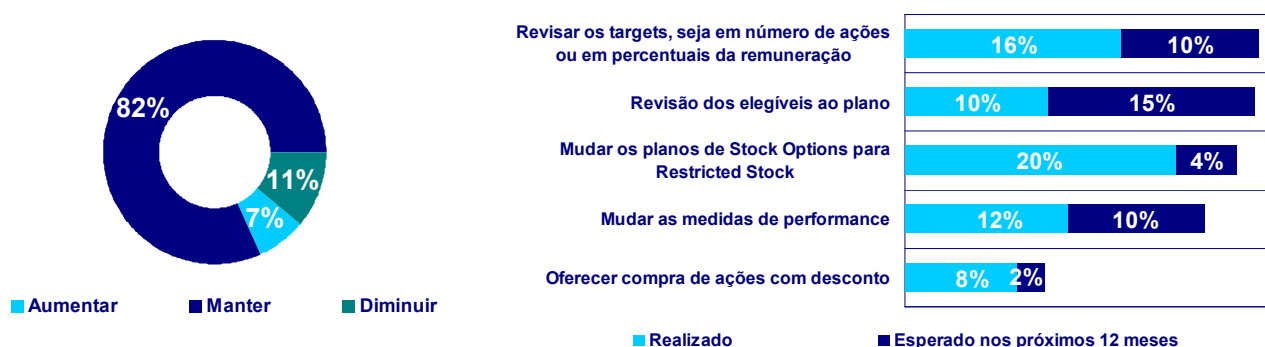 82%
11%
7%
Aumentar
Manter
Diminuir
Revisar os targets, seja em número de ações
ou em percentuais da remuneração
16%
10%
Revisão dos elegíveis ao plano
10%
15%
Mudar os planos de Stock Options para
Restricted Stock
20%
4%
Mudar as medidas de performance
12%
10%
Oferecer compra de ações com desconto
8%
2%
Realizado
Esperado nos próximos 12 meses